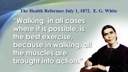 The Health Reformer July 1, 1872, E. G. White
"Walking, in all cases
where it is possible, is
the best exercise,
because in walking, all
the muscles are
brought into action."